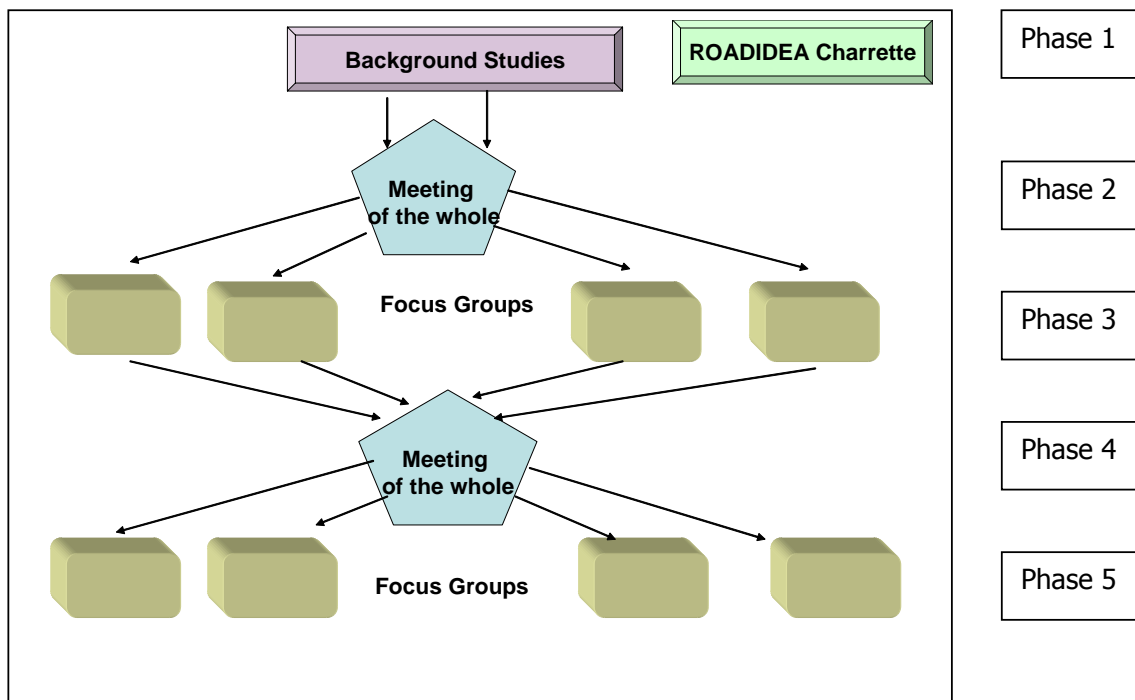 Background Studies
ROADIDEA Charrette
Phase 1
Meeting
of the whole
Phase 2
Focus Groups
Phase 3
Meeting
of the whole
Phase 4
Focus Groups
Phase 5